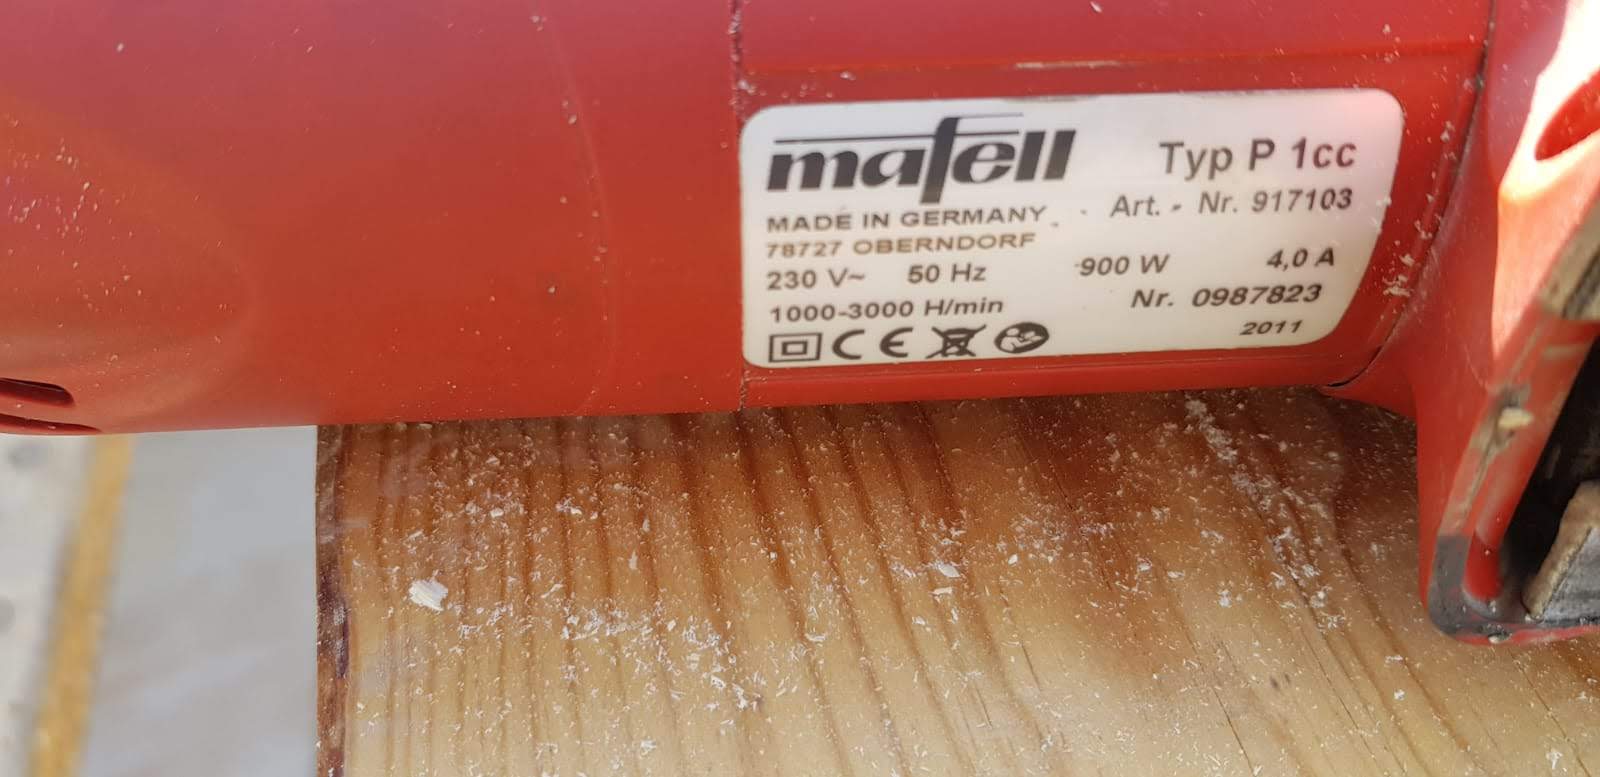 mafell
Typ P 1cc
MADE IN GERMANY
Art. - Nr. 917103
78727 OBERNDORF
230 V~ 50 Hz 900 W 4,0 A
1000-3000 H/min Nr. 0987823
CE
2011